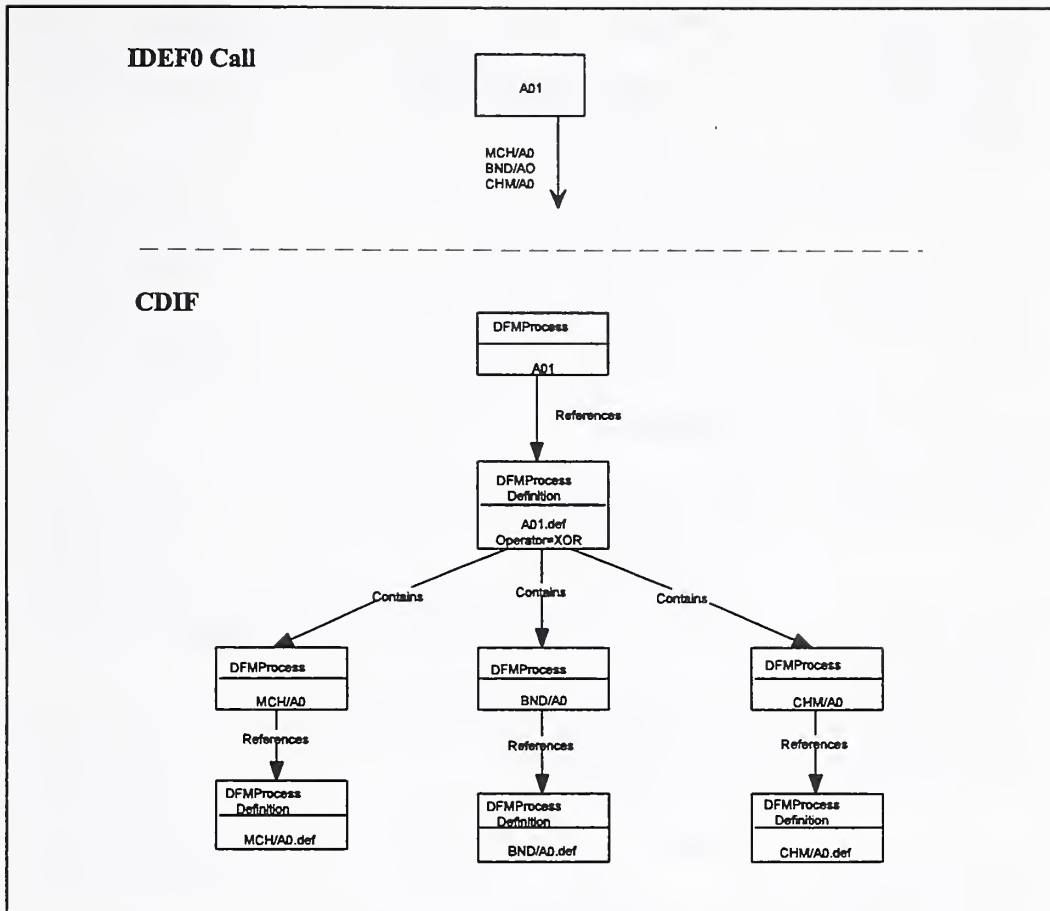 IDEF0 Call
A01
MCH/A0
BND/AO
CHM/A0
CDIF
DFMProcess
A01
References
DFMProcess
Definition
A01.def
Operator=XOR
Contains
Contains
Contains
DFMProcess
MCH/A0
DFMProcess
BND/A0
DFMProcess
CHM/A0
References
References
References
DFMProcess
Definition
MCH/A0.def
DFMProcess
Definition
BND/A0.def
DFMProcess
Definition
CHM/A0.def